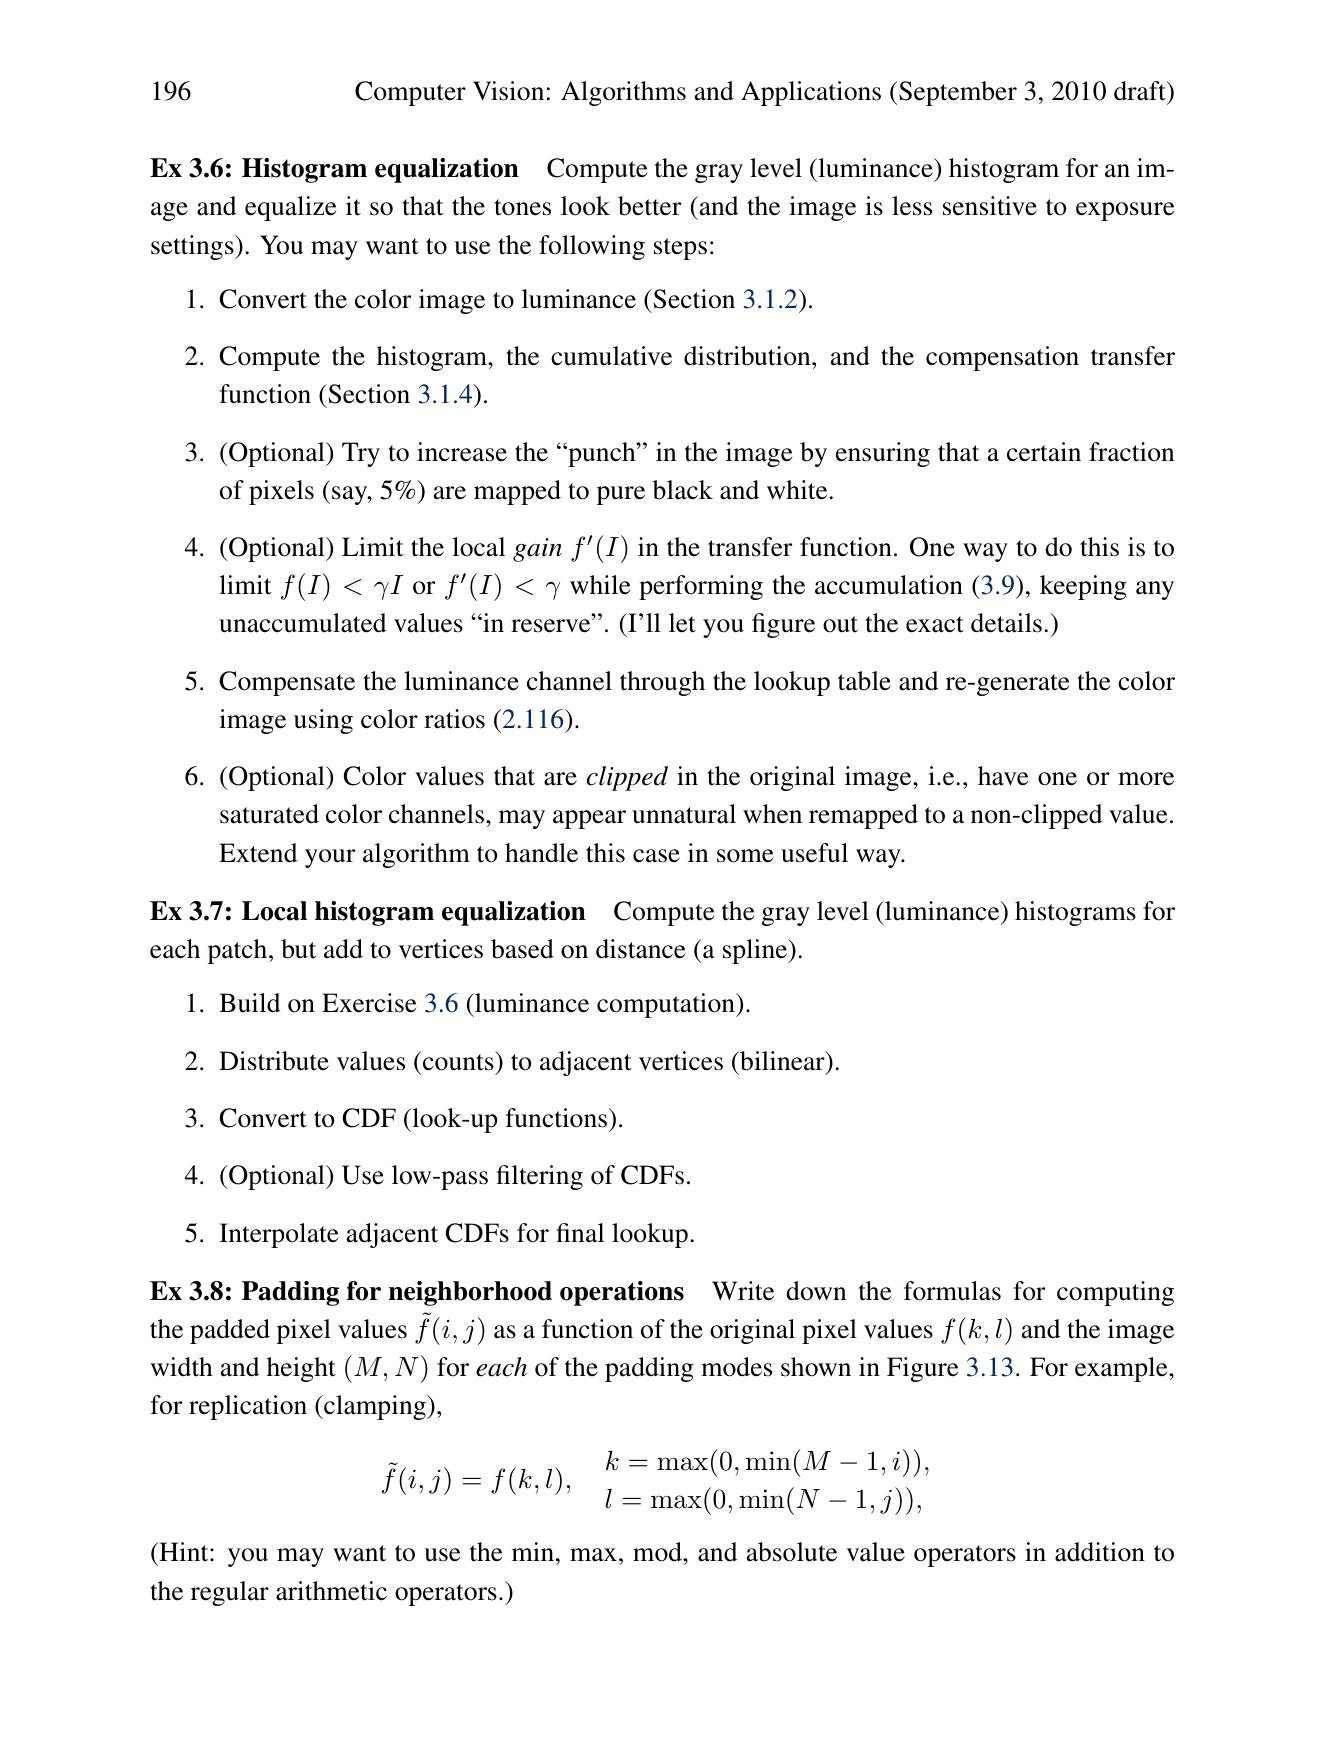 196 Computer Vision: Algorithms and Applications (September 3, 2010 draft)
Ex 3.6: Histogram equalization Compute the gray level (luminance) histogram for an im-
age and equalize it so that the tones look better (and the image is less sensitive to exposure
settings). You may want to use the following steps:
1. Convert the color image to luminance (Section 3.1.2).
2. Compute the histogram, the cumulative distribution, and the compensation transfer
function (Section 3.1.4).
3. (Optional) Try to increase the “punch” in the image by ensuring that a certain fraction
of pixels (say, 5%) are mapped to pure black and white.
4. (Optional) Limit the local gain f′(I) in the transfer function. One way to do this is to
limit f(I) < γI or f′(I) < γ while performing the accumulation (3.9), keeping any
unaccumulated values “in reserve”. (I’ll let you figure out the exact details.)
5. Compensate the luminance channel through the lookup table and re-generate the color
image using color ratios (2.116).
6. (Optional) Color values that are clipped in the original image, i.e., have one or more
saturated color channels, may appear unnatural when remapped to a non-clipped value.
Extend your algorithm to handle this case in some useful way.
Ex 3.7: Local histogram equalization Compute the gray level (luminance) histograms for
each patch, but add to vertices based on distance (a spline).
1. Build on Exercise 3.6 (luminance computation).
2. Distribute values (counts) to adjacent vertices (bilinear).
3. Convert to CDF (look-up functions).
4. (Optional) Use low-pass filtering of CDFs.
5. Interpolate adjacent CDFs for final lookup.
Ex 3.8: Padding for neighborhood operations Write down the formulas for computing
the padded pixel values f̃(i, j) as a function of the original pixel values f(k, l) and the image
width and height (M, N) for each of the padding modes shown in Figure 3.13. For example,
for replication (clamping),
f̃(i, j) = f(k, l), k = max(0, min(M − 1, i)),
l = max(0, min(N − 1, j)),
(Hint: you may want to use the min, max, mod, and absolute value operators in addition to
the regular arithmetic operators.)